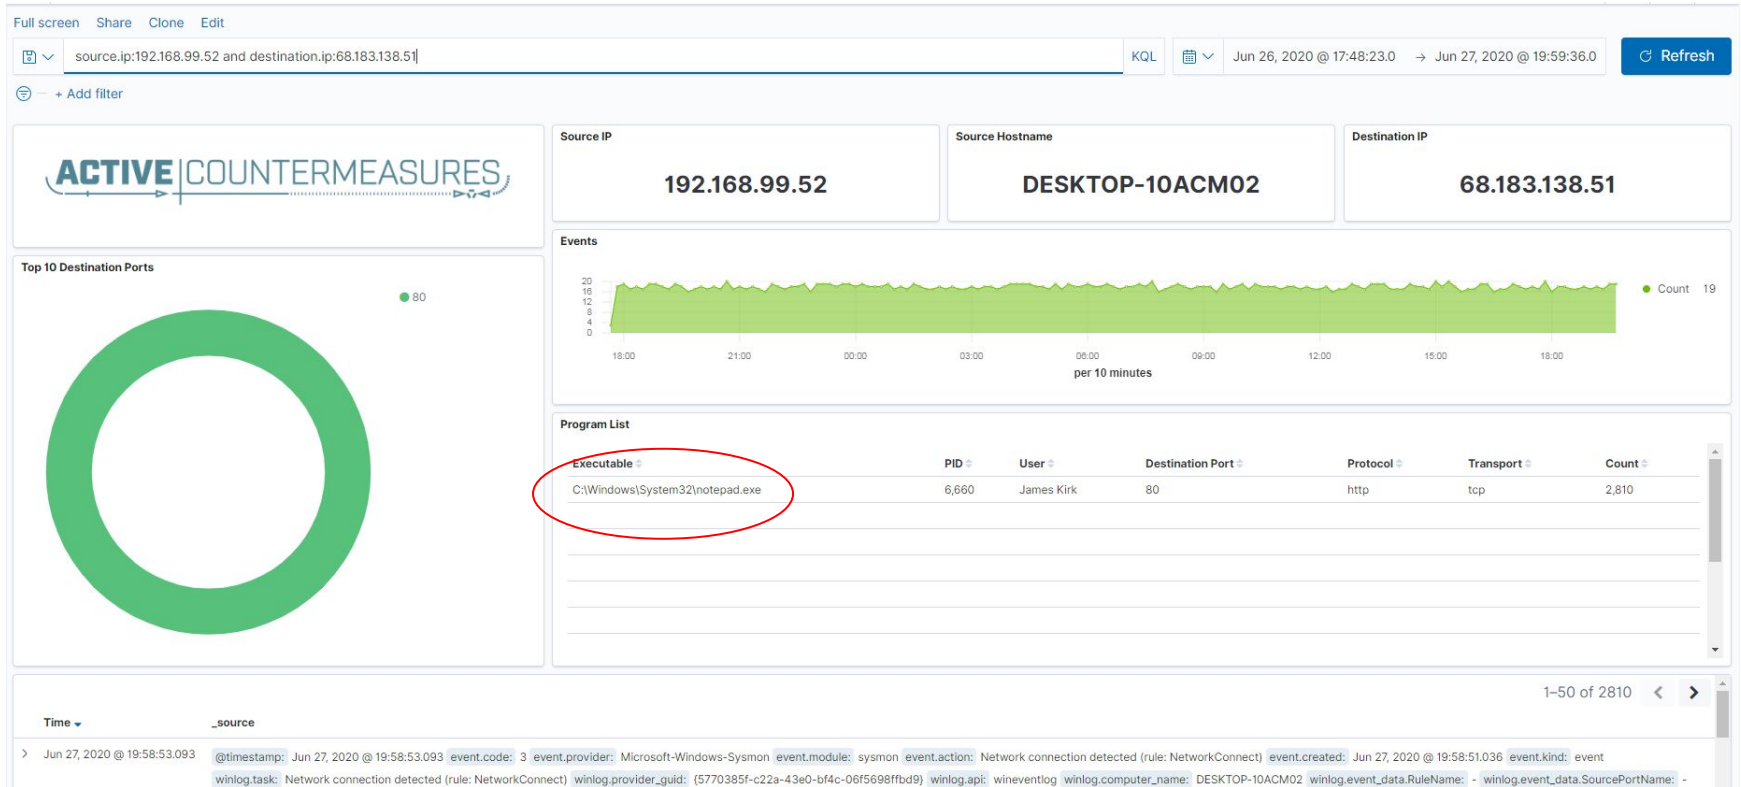 Full screen Share Clone Edit
source.ip:192.168.99.52 and destination.ip:68.183.138.51 KQL Jun 26, 2020 @ 17:48:23.0 → Jun 27, 2020 @ 19:59:36.0 Refresh
+ Add filter
ACTIVE COUNTERMEASURES
Source IP
192.168.99.52
Source Hostname
DESKTOP-10ACM02
Destination IP
68.183.138.51
Top 10 Destination Ports
80
Events
20
16
12
8
4
0
18:00 21:00 00:00 03:00 06:00 09:00 12:00 15:00 18:00
per 10 minutes
Count 19
Program List
Executable PID User Destination Port Protocol Transport Count
C:\Windows\System32\notepad.exe 6,660 James Kirk 80 http tcp 2,810
1–50 of 2810
Time _source
Jun 27, 2020 @ 19:58:53.093 @timestamp: Jun 27, 2020 @ 19:58:53.093 event.code: 3 event.provider: Microsoft-Windows-Sysmon event.module: sysmon event.action: Network connection detected (rule: NetworkConnect) event.created: Jun 27, 2020 @ 19:58:51.036 event.kind: event
winlog.task: Network connection detected (rule: NetworkConnect) winlog.provider_guid: {5770385f-c22a-43e0-bf4c-06f5698ffbd9} winlog.api: wineventlog winlog.computer_name: DESKTOP-10ACM02 winlog.event_data.RuleName: - winlog.event_data.SourcePortName: -